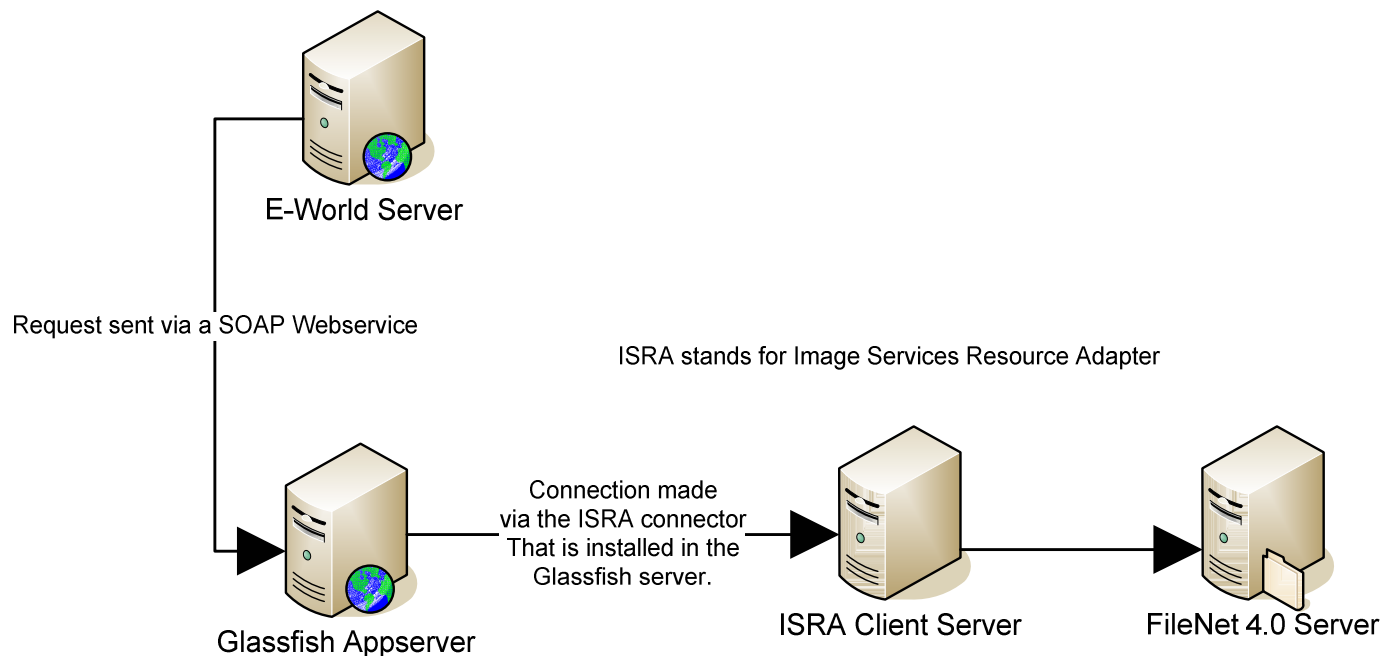 E-World Server
Request sent via a SOAP Webservice
ISRA stands for Image Services Resource Adapter
Connection made
via the ISRA connector
That is installed in the
Glassfish server.
Glassfish Appserver
ISRA Client Server
FileNet 4.0 Server